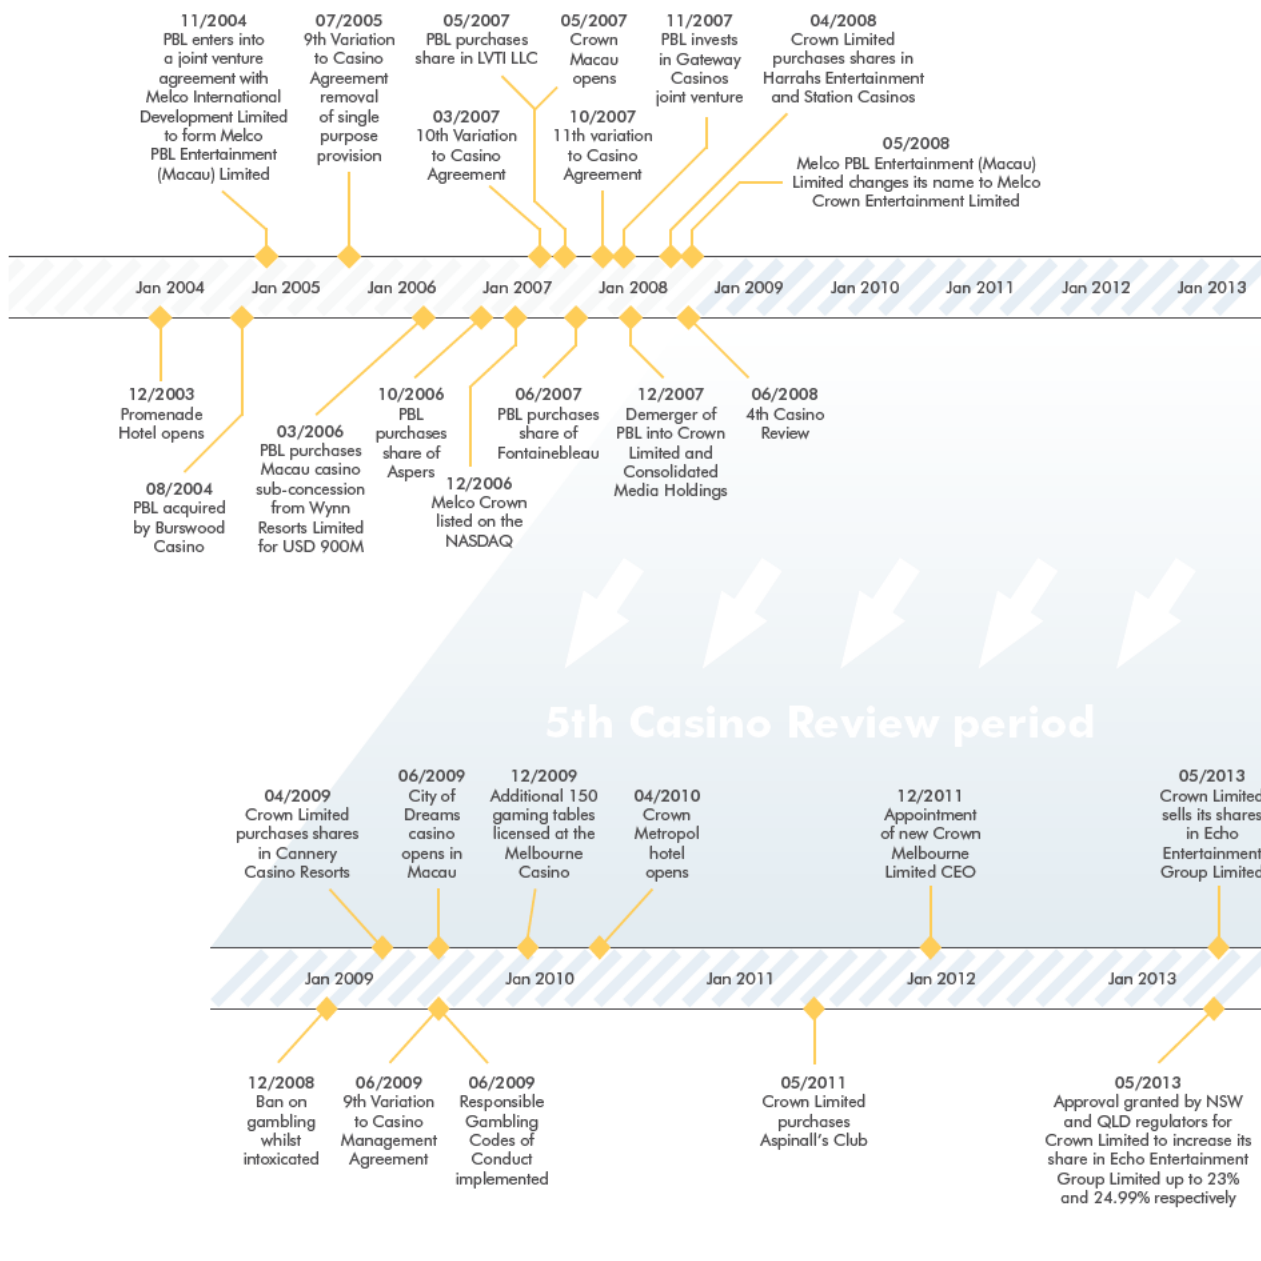 11/2004
PBL enters into
a joint venture
agreement with
Melco International
Development Limited
to form Melco
PBL Entertainment
(Macau) Limited
07/2005
9th Variation
to Casino
Agreement
removal
of single
purpose
provision
05/2007
PBL purchases
share in LVTI LLC
03/2007
10th Variation
to Casino
Agreement
05/2007
Crown
Macau
opens
10/2007
11th variation
to Casino
Agreement
11/2007
PBL invests
in Gateway
Casinos
joint venture
04/2008
Crown Limited
purchases shares in
Harrahs Entertainment
and Station Casinos
05/2008
Melco PBL Entertainment (Macau)
Limited changes its name to Melco
Crown Entertainment Limited
Jan 2004
Jan 2005
Jan 2006
Jan 2007
Jan 2008
Jan 2009
Jan 2010
Jan 2011
Jan 2012
Jan 2013
12/2003
Promenade
Hotel opens
08/2004
PBL acquired
by Burswood
Casino
03/2006
PBL purchases
Macau casino
sub-concession
from Wynn
Resorts Limited
for USD 900M
10/2006
PBL
purchases
share of
Aspers
12/2006
Melco Crown
listed on the
NASDAQ
06/2007
PBL purchases
share of
Fontainebleau
12/2007
Demerger of
PBL into Crown
Limited and
Consolidated
Media Holdings
06/2008
4th Casino
Review
5th Casino Review period
04/2009
Crown Limited
purchases shares
in Cannery
Casino Resorts
06/2009
City of
Dreams
casino
opens in
Macau
12/2009
Additional 150
gaming tables
licensed at the
Melbourne
Casino
04/2010
Crown
Metropol
hotel
opens
12/2011
Appointment
of new Crown
Melbourne
Limited CEO
05/2013
Crown Limited
sells its shares
in Echo
Entertainment
Group Limited
Jan 2009
Jan 2010
Jan 2011
Jan 2012
Jan 2013
12/2008
Ban on
gambling
whilst
intoxicated
06/2009
9th Variation
to Casino
Management
Agreement
06/2009
Responsible
Gambling
Codes of
Conduct
implemented
05/2011
Crown Limited
purchases
Aspinall's Club
05/2013
Approval granted by NSW
and QLD regulators for
Crown Limited to increase its
share in Echo Entertainment
Group Limited up to 23%
and 24.99% respectively